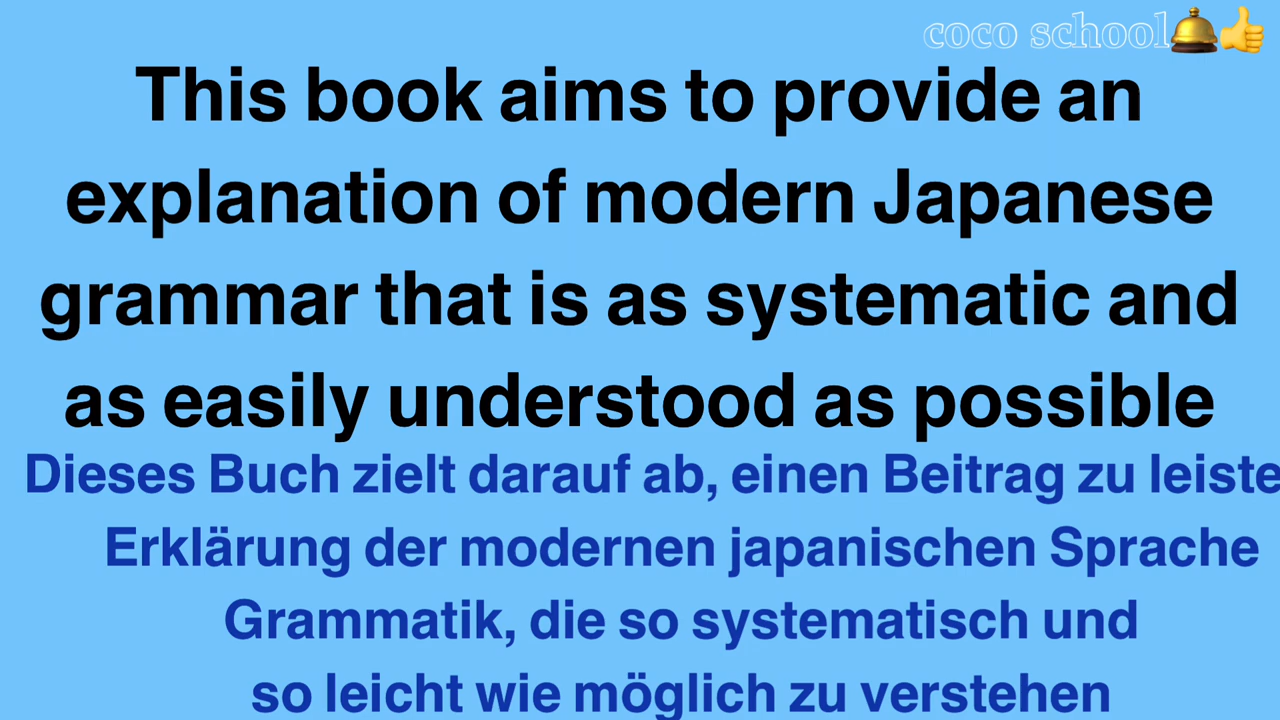 coco school🛎️👍
This book aims to provide an
explanation of modern Japanese
grammar that is as systematic and
as easily understood as possible
Dieses Buch zielt darauf ab, einen Beitrag zu leiste
Erklärung der modernen japanischen Sprache
Grammatik, die so systematisch und
so leicht wie möglich zu verstehen